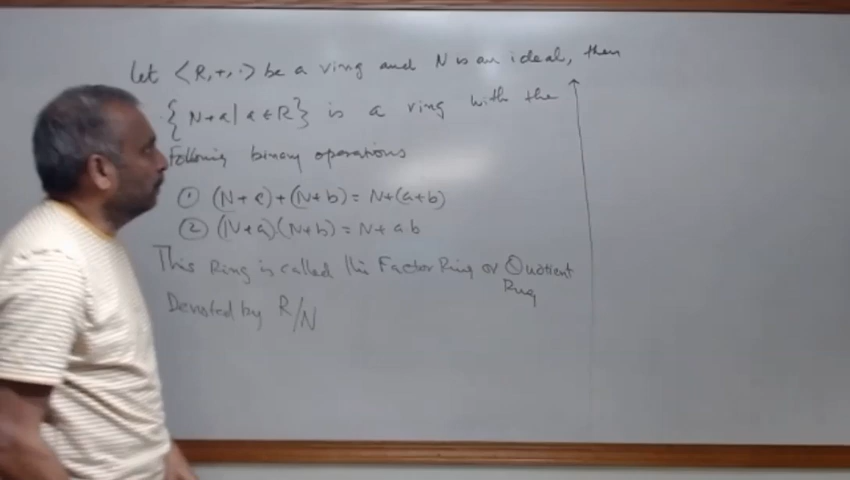 Let <R,+,·> be a ring and N is an ideal, then
{N+a | a ∈ R} is a ring with the
Following binary operations
① (N+a)+(N+b)=N+(a+b)
② (N+a)(N+b)=N+ab
This Ring is called the Factor Ring or Quotient
Ring
Denoted by R/N